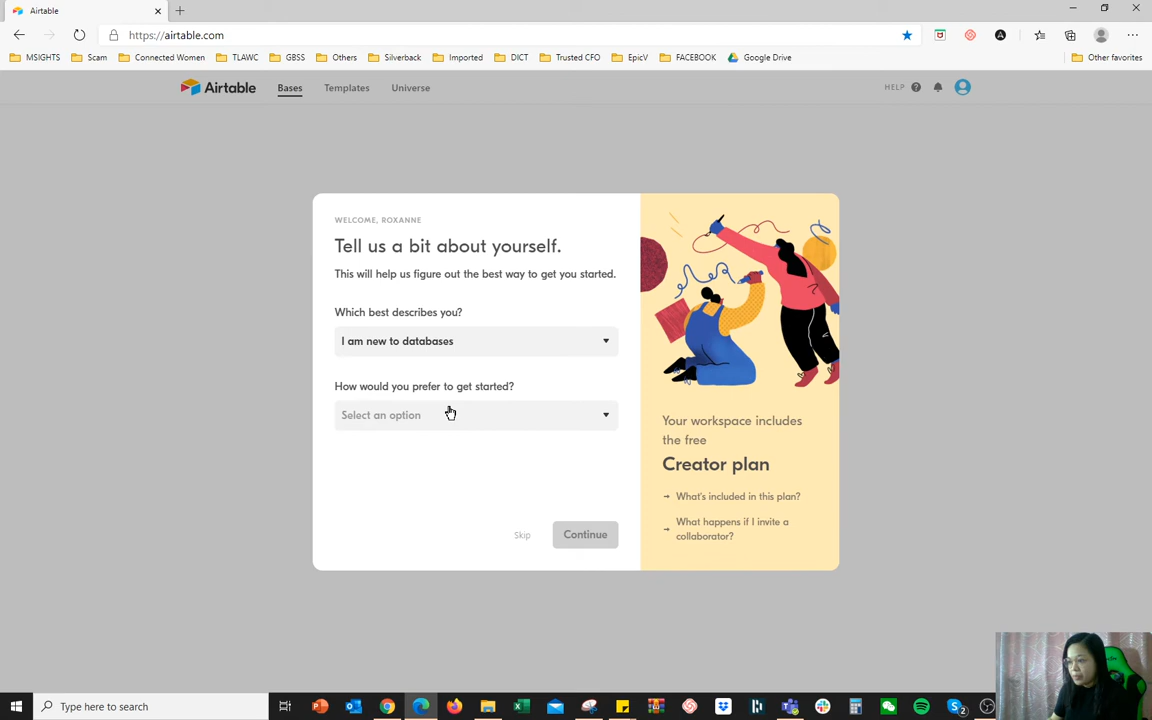 Airtable
https://airtable.com
MSIGHTS Scam Connected Women TLAWC GBSS Others Silverback Imported DICT Trusted CFO EpicV FACEBOOK Google Drive Other favorites
Airtable Bases Templates Universe HELP
WELCOME, ROXANNE
Tell us a bit about yourself.
This will help us figure out the best way to get you started.
Which best describes you?
I am new to databases
How would you prefer to get started?
Select an option
Skip Continue
Your workspace includes
the free
Creator plan
What's included in this plan?
What happens if I invite a
collaborator?
Type here to search